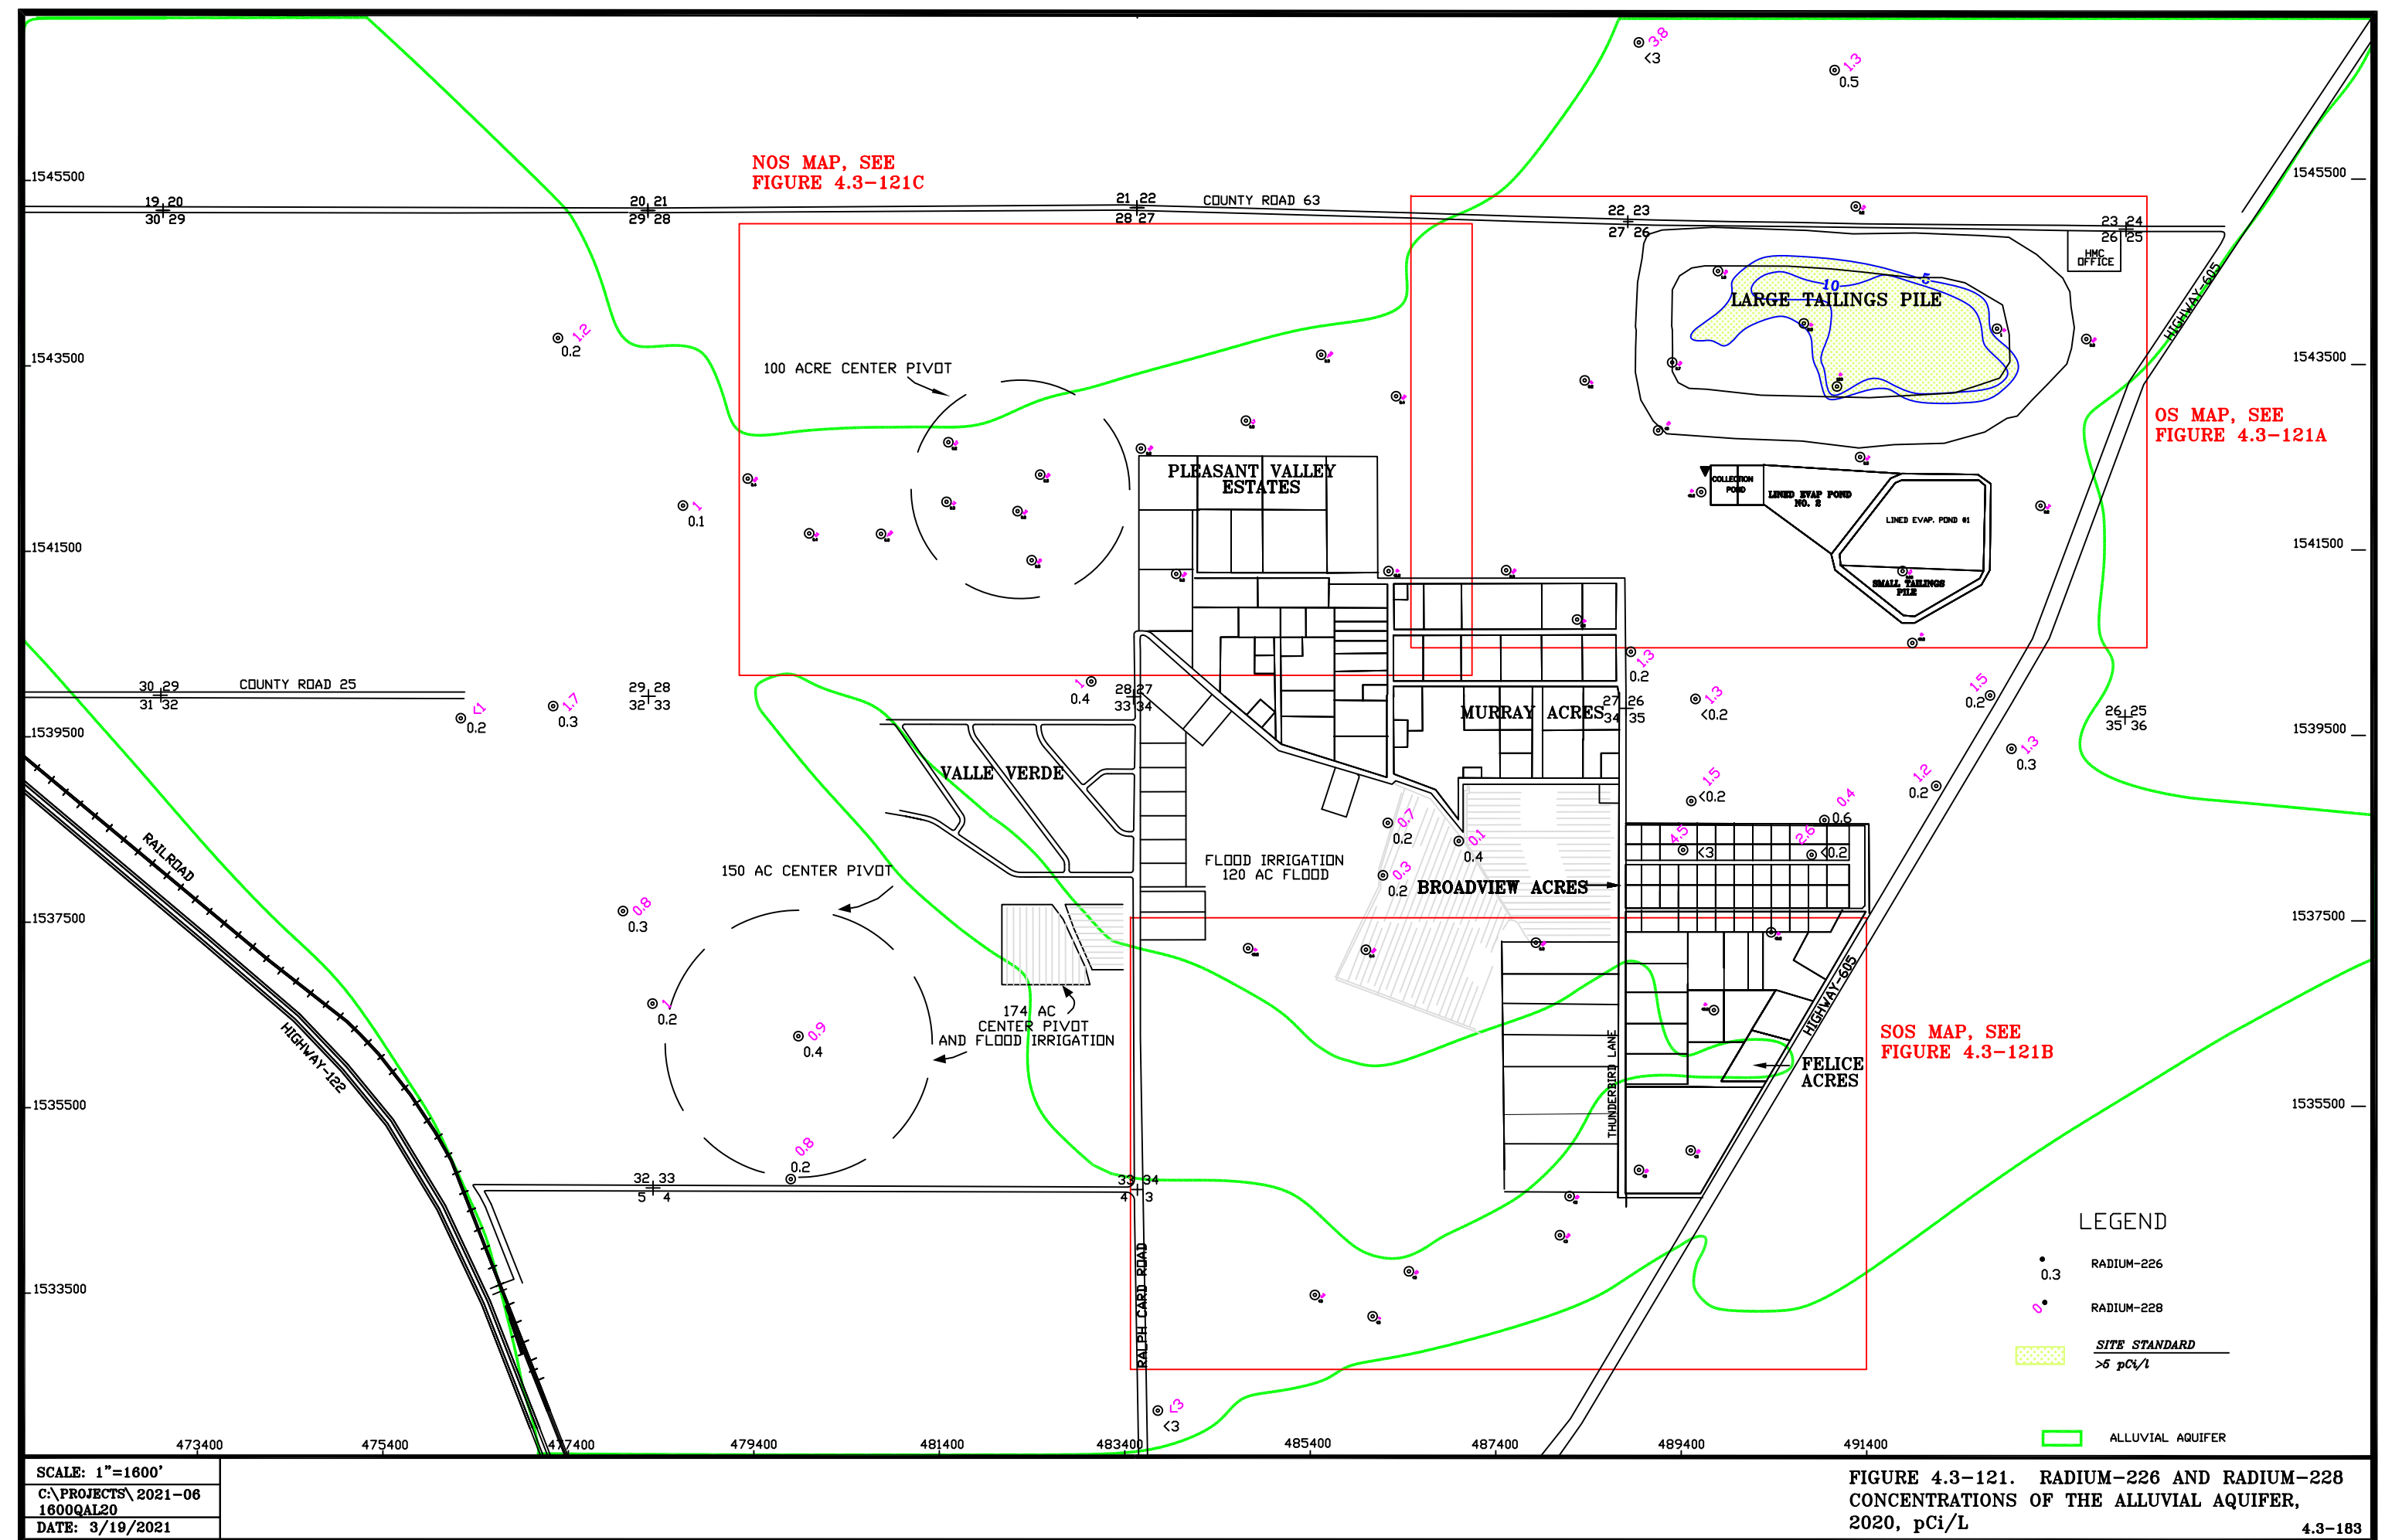 3.8
<3
1.3
0.5
NOS MAP, SEE
FIGURE 4.3-121C
1545500
1545500
19 20
30 29
20 21
29 28
21 22
28 27
COUNTY ROAD 63
22 23
27 26
23 24
26 25
HMC
OFFICE
HIGHWAY-605
10
5
LARGE TAILINGS PILE
1.2
0.2
1543500
1543500
100 ACRE CENTER PIVOT
OS MAP, SEE
FIGURE 4.3-121A
PLEASANT VALLEY
ESTATES
COLLECTION
POND
LINED EVAP POND
NO. 2
LINED EVAP. POND #1
1
0.1
1541500
1541500
SMALL TAILINGS
PILE
1.3
0.2
30 29
31 32
COUNTY ROAD 25
<1
0.2
1.7
0.3
29 28
32 33
1
0.4
28 27
33 34
MURRAY ACRES
27 26
34 35
1.3
<0.2
1.5
0.2
26 25
35 36
1539500
1539500
1.3
0.3
VALLE VERDE
1.5
<0.2
1.2
0.2
0.4
0.6
0.7
0.2
0.1
0.4
4.5
<3
2.6
<0.2
RAILROAD
150 AC CENTER PIVOT
FLOOD IRRIGATION
120 AC FLOOD
0.3
0.2
BROADVIEW ACRES
0.8
0.3
1537500
1537500
1
0.2
0.9
0.4
174 AC
CENTER PIVOT
AND FLOOD IRRIGATION
HIGHWAY-122
HIGHWAY-605
SOS MAP, SEE
FIGURE 4.3-121B
THUNDERBIRD LANE
FELICE
ACRES
1535500
1535500
0.8
0.2
32 33
5 4
33 34
4 3
RALPH CARD ROAD
1533500
<3
<3
LEGEND
0.3
RADIUM-226
0
RADIUM-228
SITE STANDARD
>5 pCi/l
ALLUVIAL AQUIFER
473400
475400
477400
479400
481400
483400
485400
487400
489400
491400
SCALE: 1"=1600'
C:\PROJECTS\2021-06
1600QAL20
DATE: 3/19/2021
FIGURE 4.3-121. RADIUM-226 AND RADIUM-228
CONCENTRATIONS OF THE ALLUVIAL AQUIFER,
2020, pCi/L
4.3-183